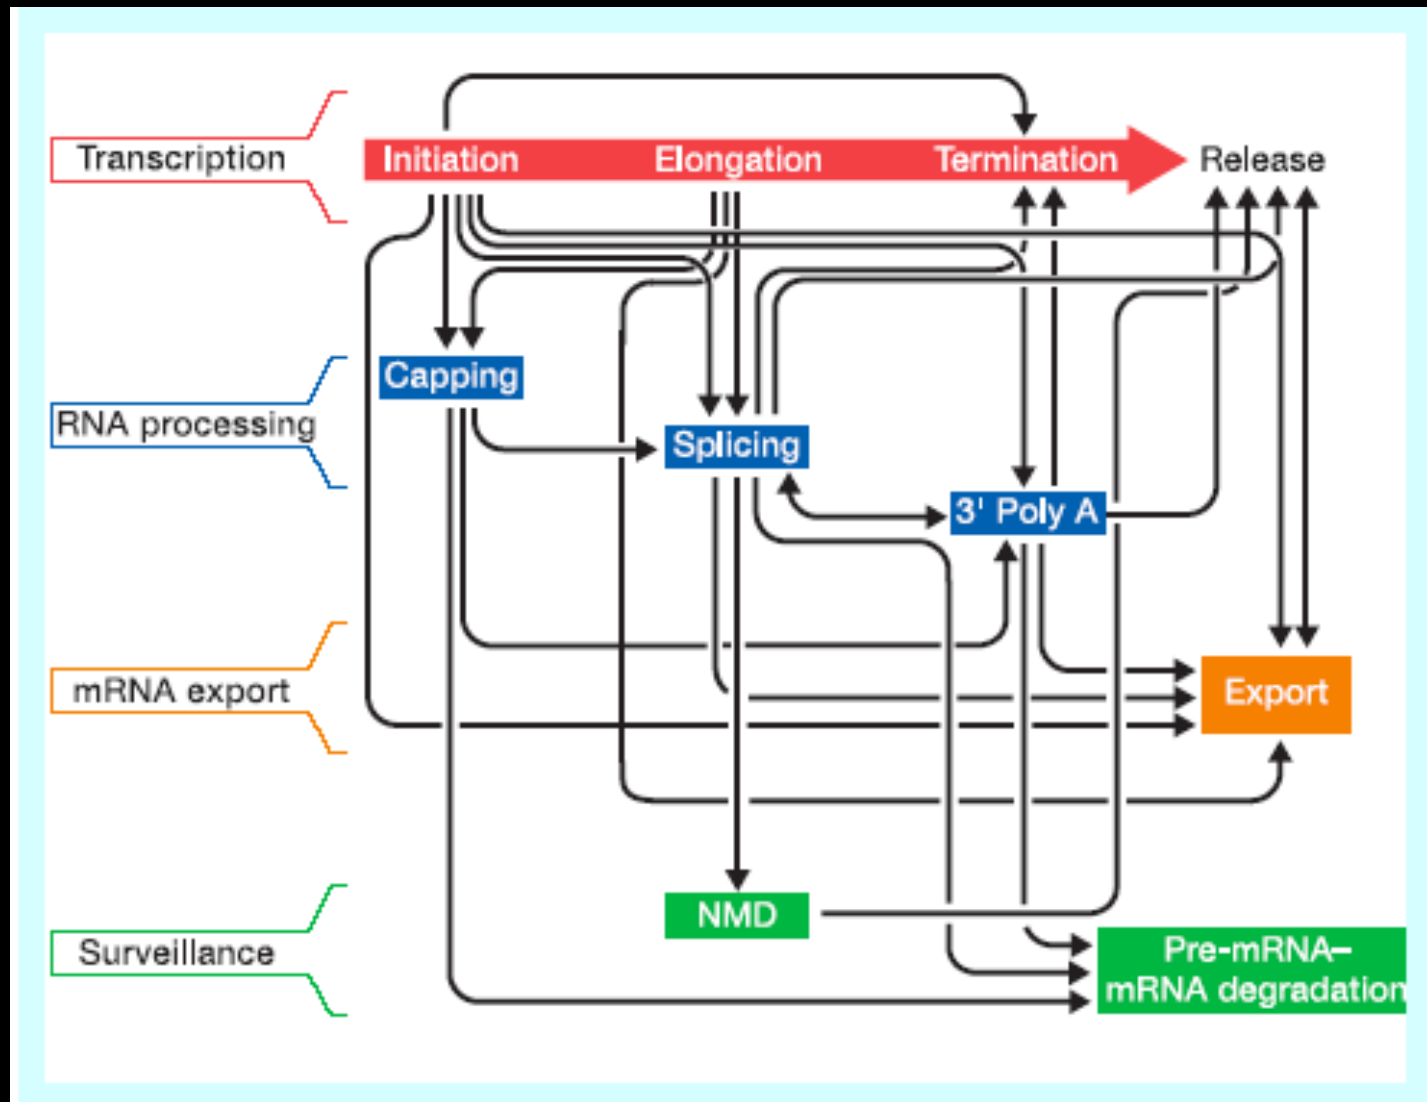 Transcription
Initiation Elongation Termination Release
Capping
RNA processing
Splicing
3' Poly A
mRNA export
Export
NMD
Surveillance
Pre-mRNA–
mRNA degradation